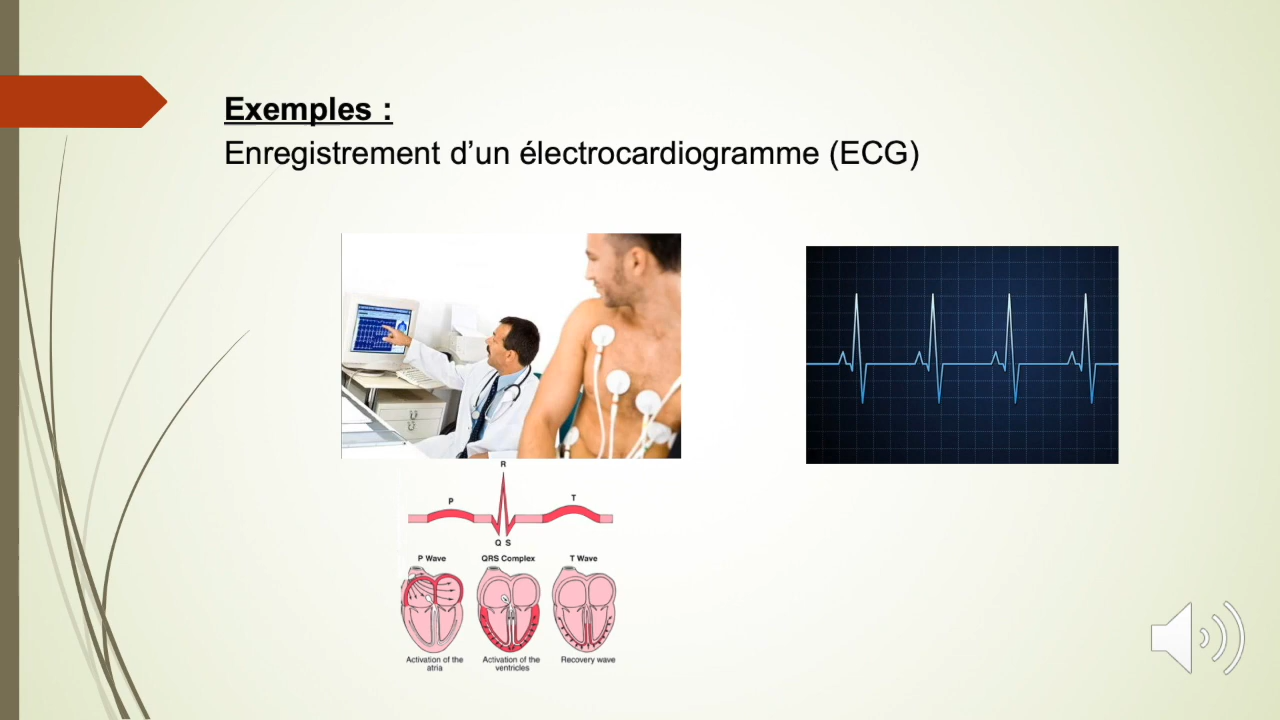 Exemples :
Enregistrement d’un électrocardiogramme (ECG)
R
P
T
Q S
P Wave QRS Complex T Wave
Activation of the atria
Activation of the ventricles
Recovery wave